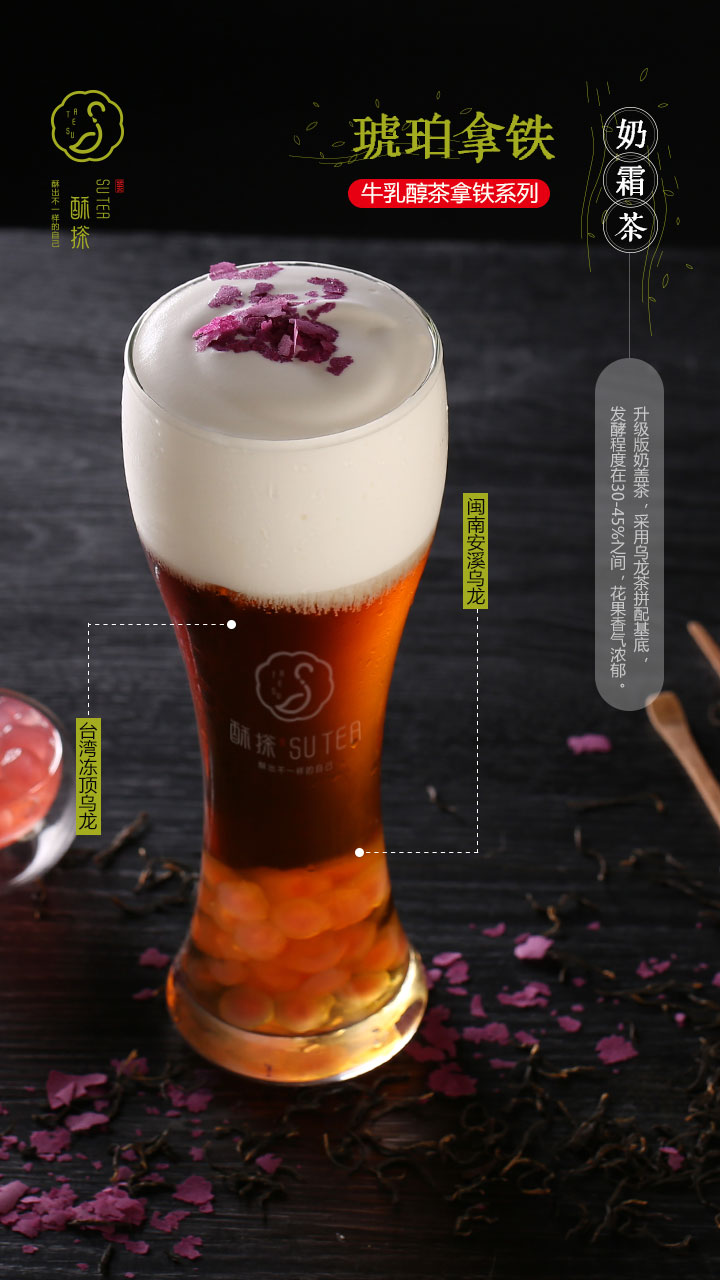 TEA SU
SU TEA
酥搽
酥出不一样的自己
琥珀拿铁
牛乳醇茶拿铁系列
奶霜茶
升级版奶盖茶，采用乌龙茶拼配基底，
发酵程度在30-45%之间，花果香气浓郁。
闽南安溪乌龙
台湾冻顶乌龙
酥搽 SU TEA
酥出不一样的自己